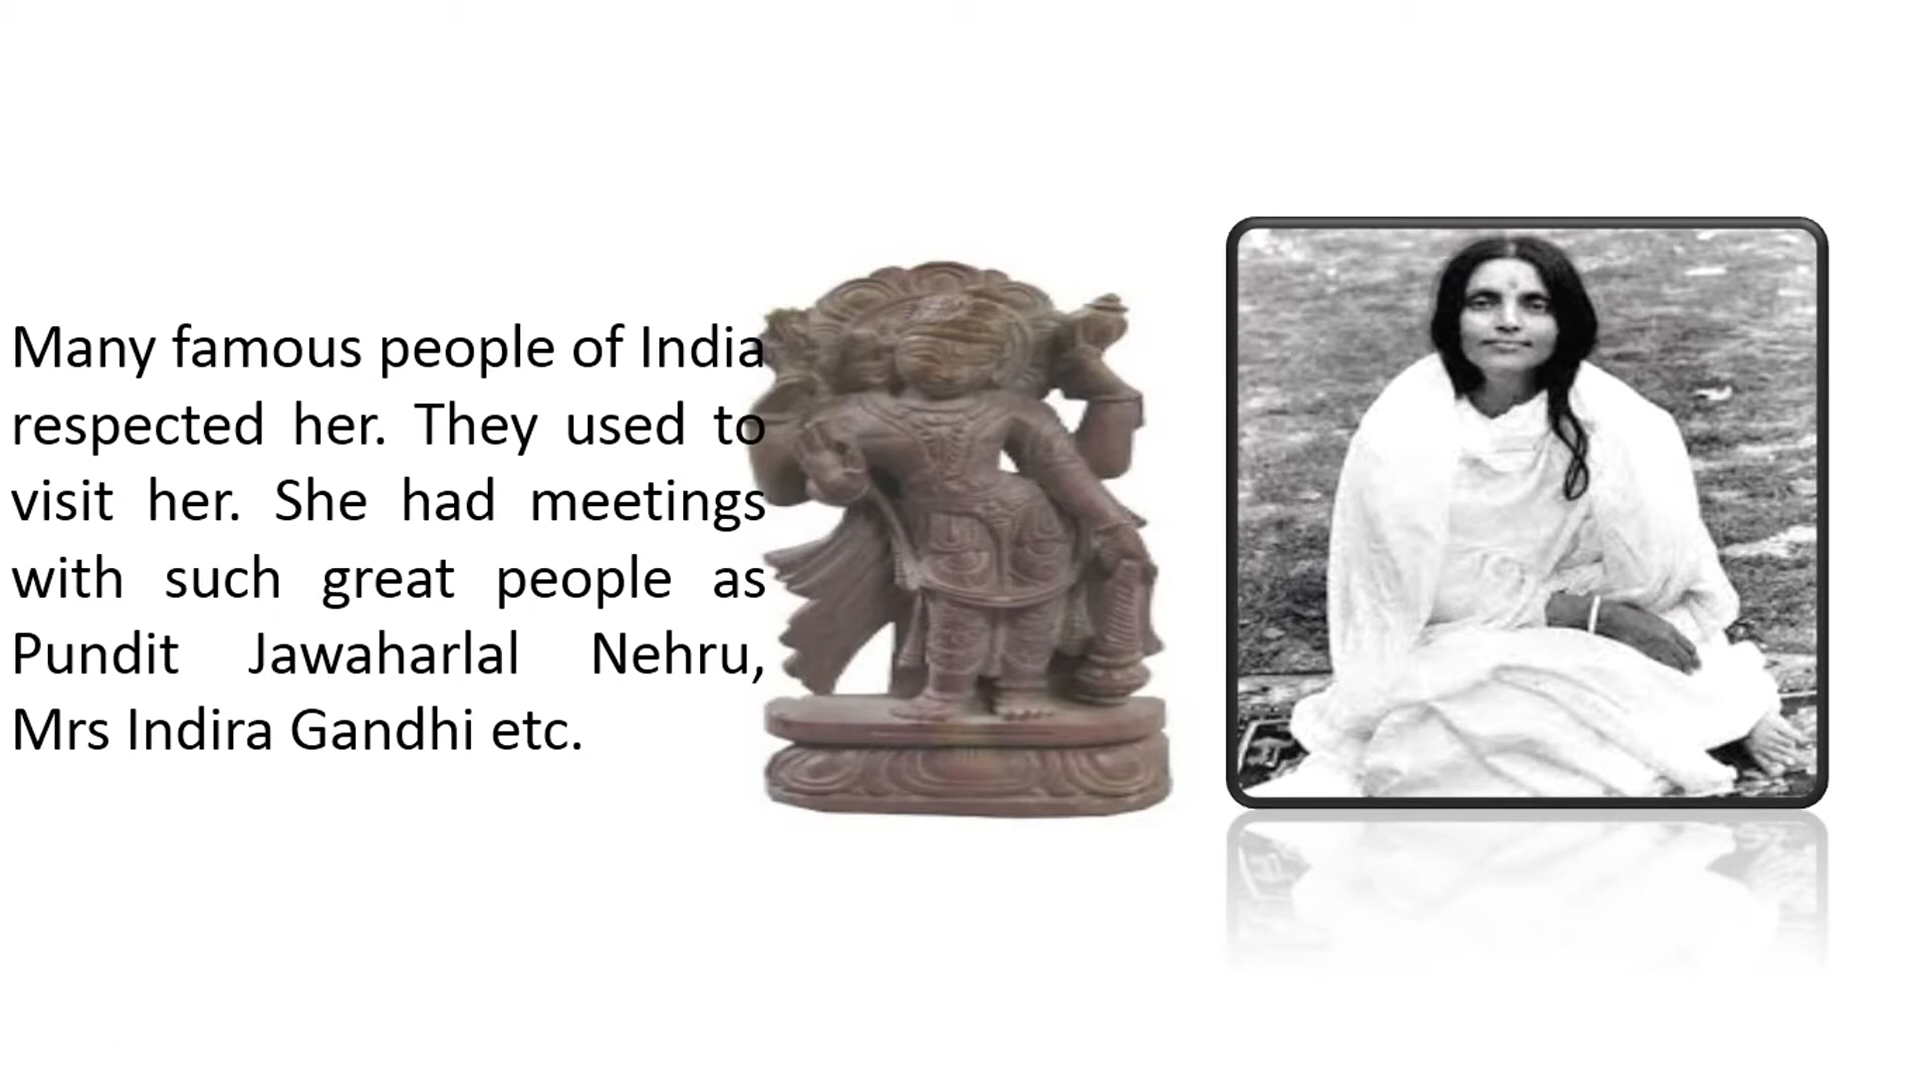 Many famous people of India
respected her. They used to
visit her. She had meetings
with such great people as
Pundit Jawaharlal Nehru,
Mrs Indira Gandhi etc.